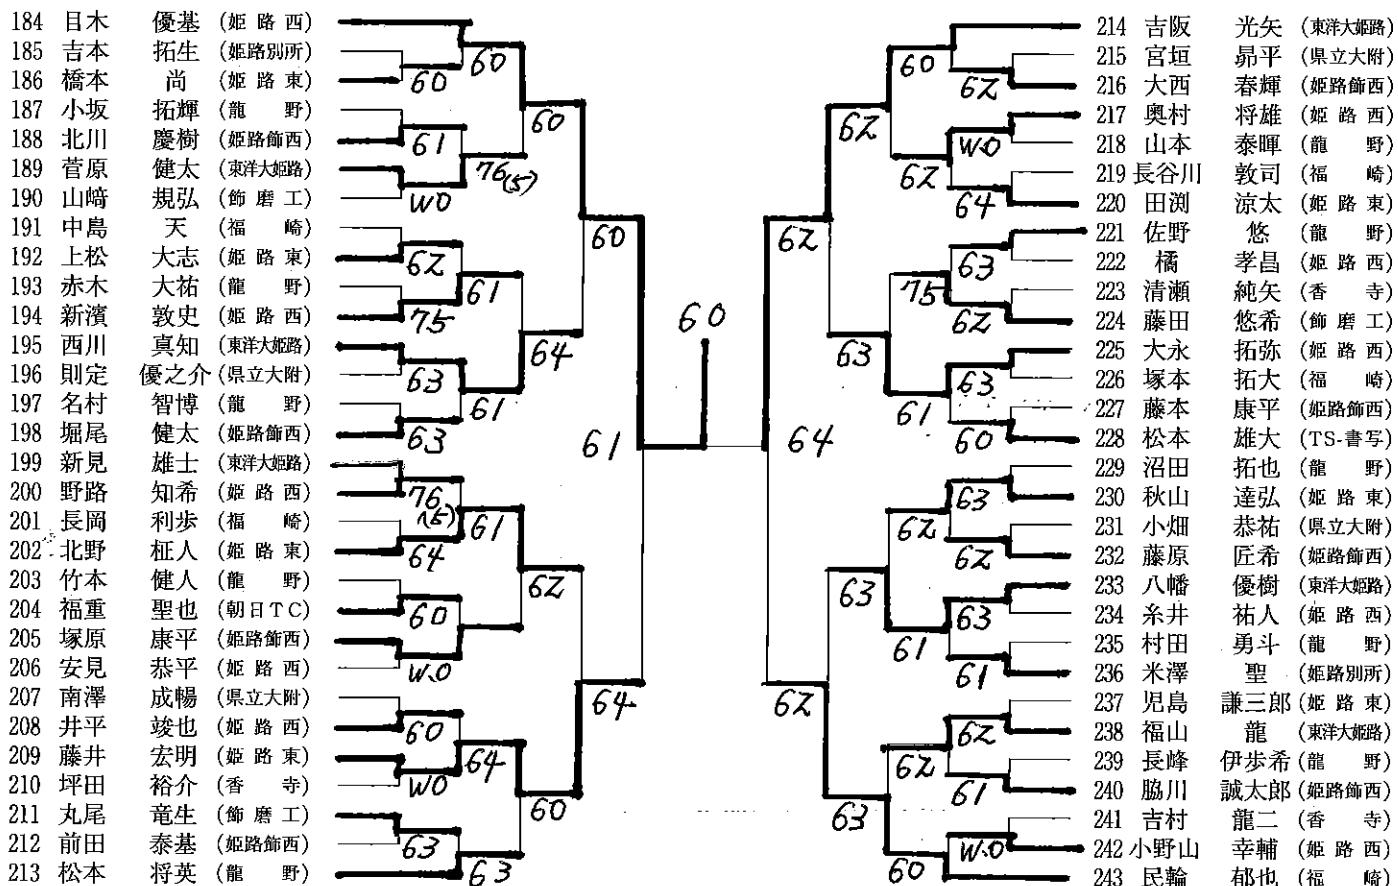 184 目木 優基 (姫路西)
185 吉本 拓生 (姫路別所)
186 橋本 尚 (姫路東)
187 小坂 拓輝 (龍野)
188 北川 慶樹 (姫路飾西)
189 菅原 健太 (東洋大姫路)
190 山﨑 規弘 (飾磨工)
191 中島 天 (福崎)
192 上松 大志 (姫路東)
193 赤木 大祐 (龍野)
194 新濱 敦史 (姫路西)
195 西川 真知 (東洋大姫路)
196 則定 優之介 (県立大附)
197 名村 智博 (龍野)
198 堀尾 健太 (姫路飾西)
199 新見 雄士 (東洋大姫路)
200 野路 知希 (姫路西)
201 長岡 利歩 (福崎)
202 北野 柾人 (姫路東)
203 竹本 健人 (龍野)
204 福重 聖也 (朝日TC)
205 塚原 康平 (姫路飾西)
206 安見 恭平 (姫路西)
207 南澤 成暢 (県立大附)
208 井平 竣也 (姫路西)
209 藤井 宏明 (姫路東)
210 坪田 裕介 (香寺)
211 丸尾 竜生 (飾磨工)
212 前田 泰基 (姫路飾西)
213 松本 将英 (龍野)
60
60
61
W0
76(5)
60
62
75
61
63
63
61
64
60
76(5)
64
61
60
W.0
62
60
W0
64
63
63
60
64
61
60
64
60
62
W.0
64
62
62
63
62
75
63
60
61
63
62
63
62
62
63
61
61
63
62
61
62
W.0
60
63
62
214 吉阪 光矢 (東洋大姫路)
215 宮垣 昴平 (県立大附)
216 大西 春輝 (姫路飾西)
217 奥村 将雄 (姫路西)
218 山本 泰暉 (龍野)
219 長谷川 敦司 (福崎)
220 田渕 涼太 (姫路東)
221 佐野 悠 (龍野)
222 橘 孝昌 (姫路西)
223 清瀬 純矢 (香寺)
224 藤田 悠希 (飾磨工)
225 大永 拓弥 (姫路西)
226 塚本 拓大 (福崎)
227 藤本 康平 (姫路飾西)
228 松本 雄大 (TS-書写)
229 沼田 拓也 (龍野)
230 秋山 達弘 (姫路東)
231 小畑 恭祐 (県立大附)
232 藤原 匠希 (姫路飾西)
233 八幡 優樹 (東洋大姫路)
234 糸井 祐人 (姫路西)
235 村田 勇斗 (龍野)
236 米澤 聖 (姫路別所)
237 児島 謙三郎 (姫路東)
238 福山 龍 (東洋大姫路)
239 長峰 伊歩希 (龍野)
240 脇川 誠太郎 (姫路飾西)
241 吉村 龍二 (香寺)
242 小野山 幸輔 (姫路西)
243 民輪 郁也 (福崎)